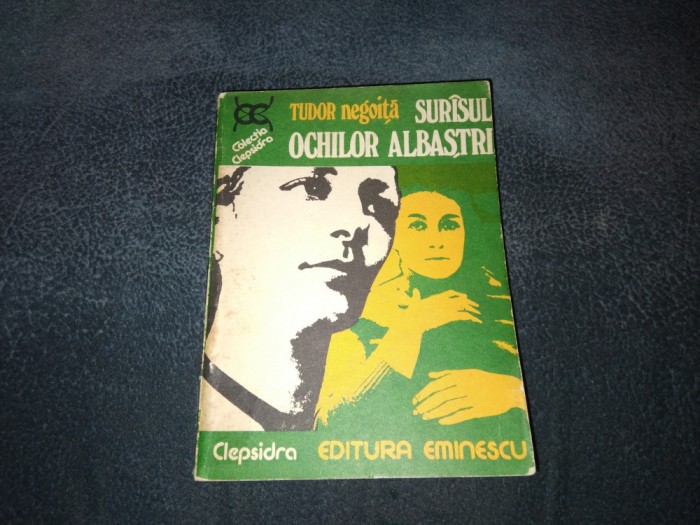 Colecția
Clepsidra
TUDOR negoiță SURÎSUL
OCHILOR ALBAȘTRI
Clepsidra EDITURA EMINESCU